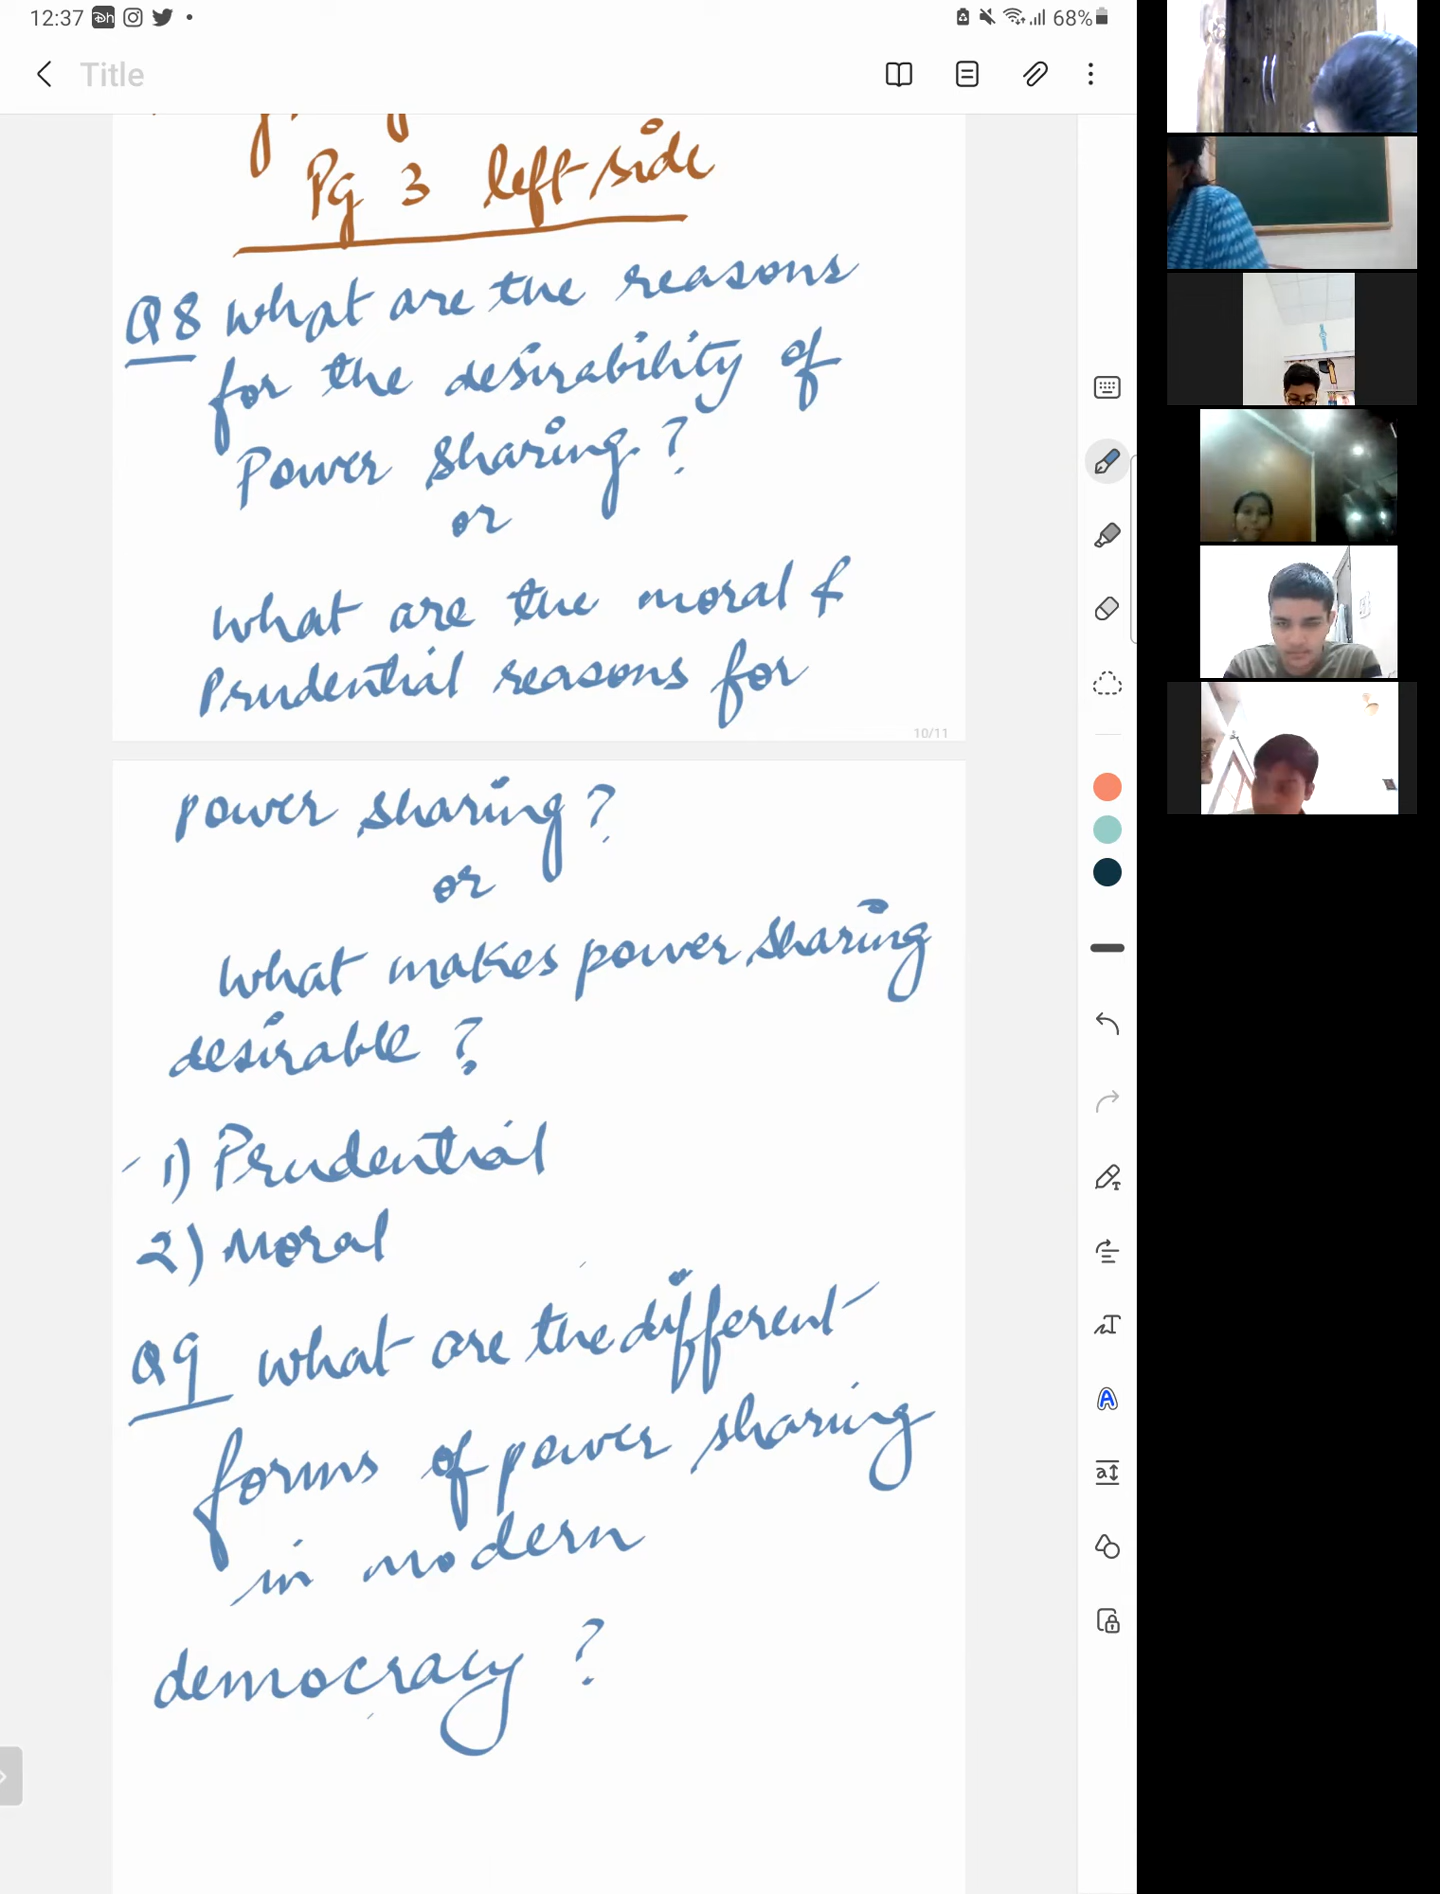 12:37
68%
Title
Pg 3 left side
Q8 What are the reasons
for the desirability of
Power sharing. ?
or
What are the moral &
Prudential reasons for
10/11
power sharing ?
or
What makes power sharing
desirable ?
1) Prudential
2) Moral
Q9 what are the different
forms of power sharing
in modern
democracy ?